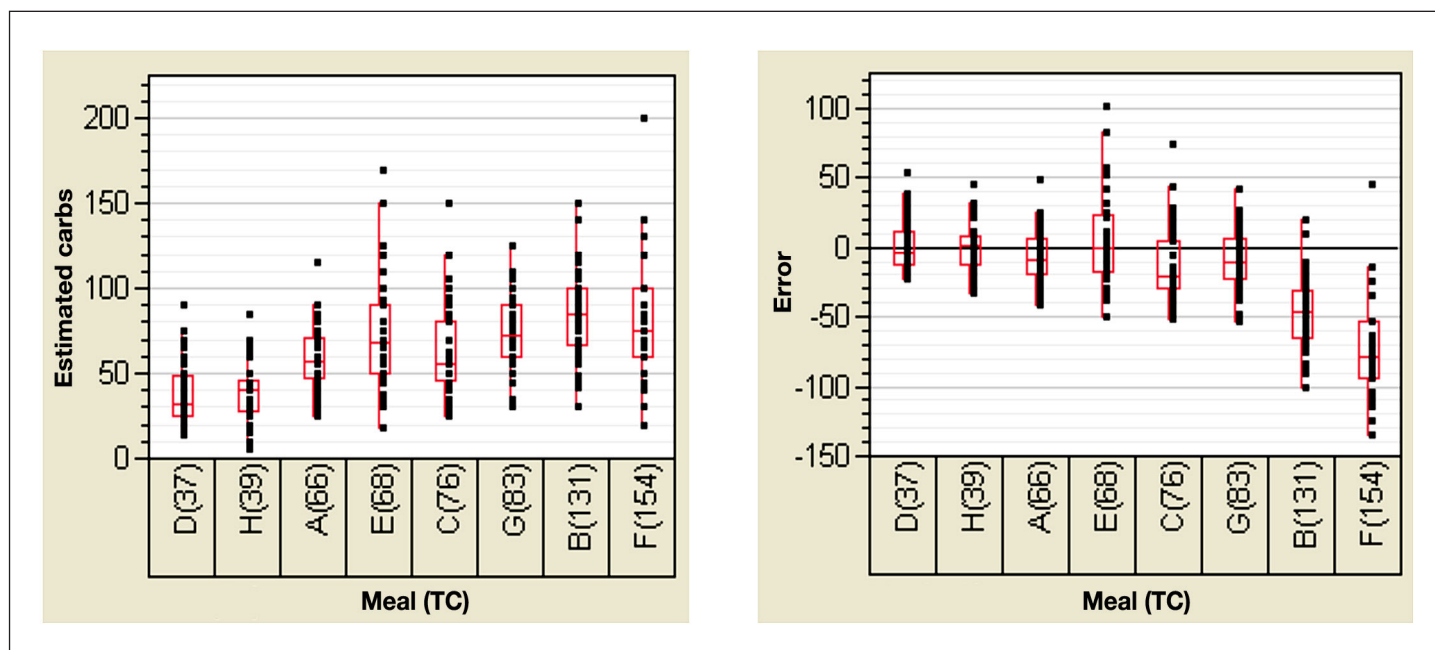 Estimated carbs
200
150
100
50
0
D(37)
H(39)
A(66)
E(68)
C(76)
G(83)
B(131)
F(154)
Meal (TC)
Error
100
50
0
-50
-100
-150
D(37)
H(39)
A(66)
E(68)
C(76)
G(83)
B(131)
F(154)
Meal (TC)